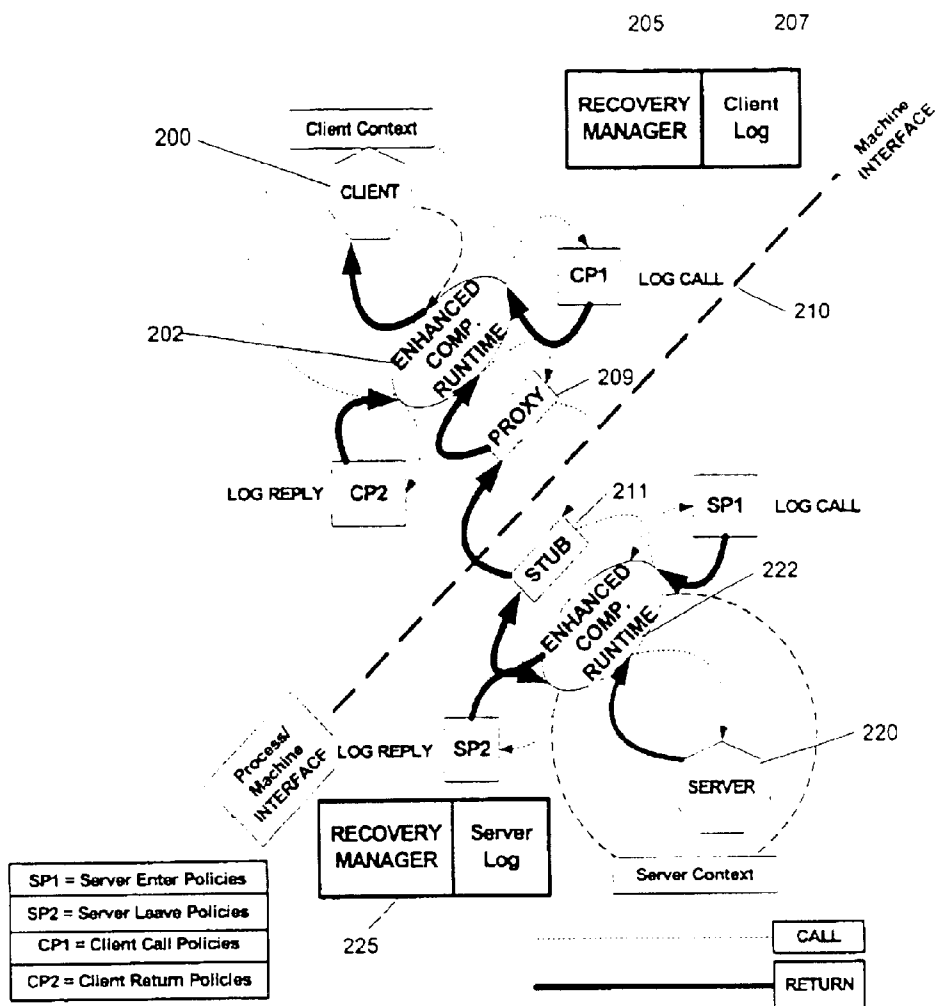 205 207
RECOVERY
MANAGER
Client
Log
Machine
INTERFACE
Client Context
200
CLIENT
CP1
LOG CALL
210
202
ENHANCED
COMP.
RUNTIME
209
PROXY
LOG REPLY
CP2
211
SP1
LOG CALL
STUB
222
ENHANCED
COMP.
RUNTIME
Process/
Machine
INTERFACE
LOG REPLY
SP2
220
SERVER
RECOVERY
MANAGER
Server
Log
Server Context
225
SP1 = Server Enter Policies
SP2 = Server Leave Policies
CP1 = Client Call Policies
CP2 = Client Return Policies
CALL
RETURN